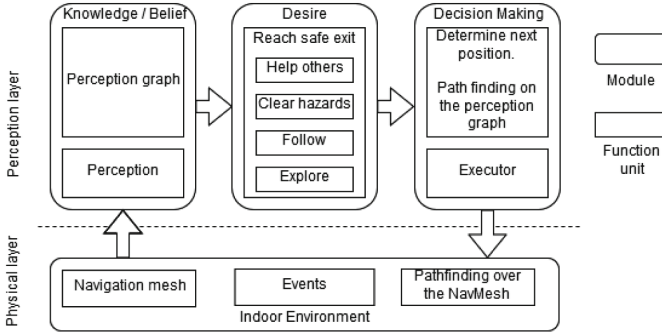 Knowledge / Belief
Perception graph
Perception
Desire
Reach safe exit
Help others
Clear hazards
Follow
Explore
Decision Making
Determine next
position.
Path finding on
the perception
graph
Executor
Module
Function
unit
Perception layer
Physical layer
Navigation mesh
Events
Pathfinding over
the NavMesh
Indoor Environment